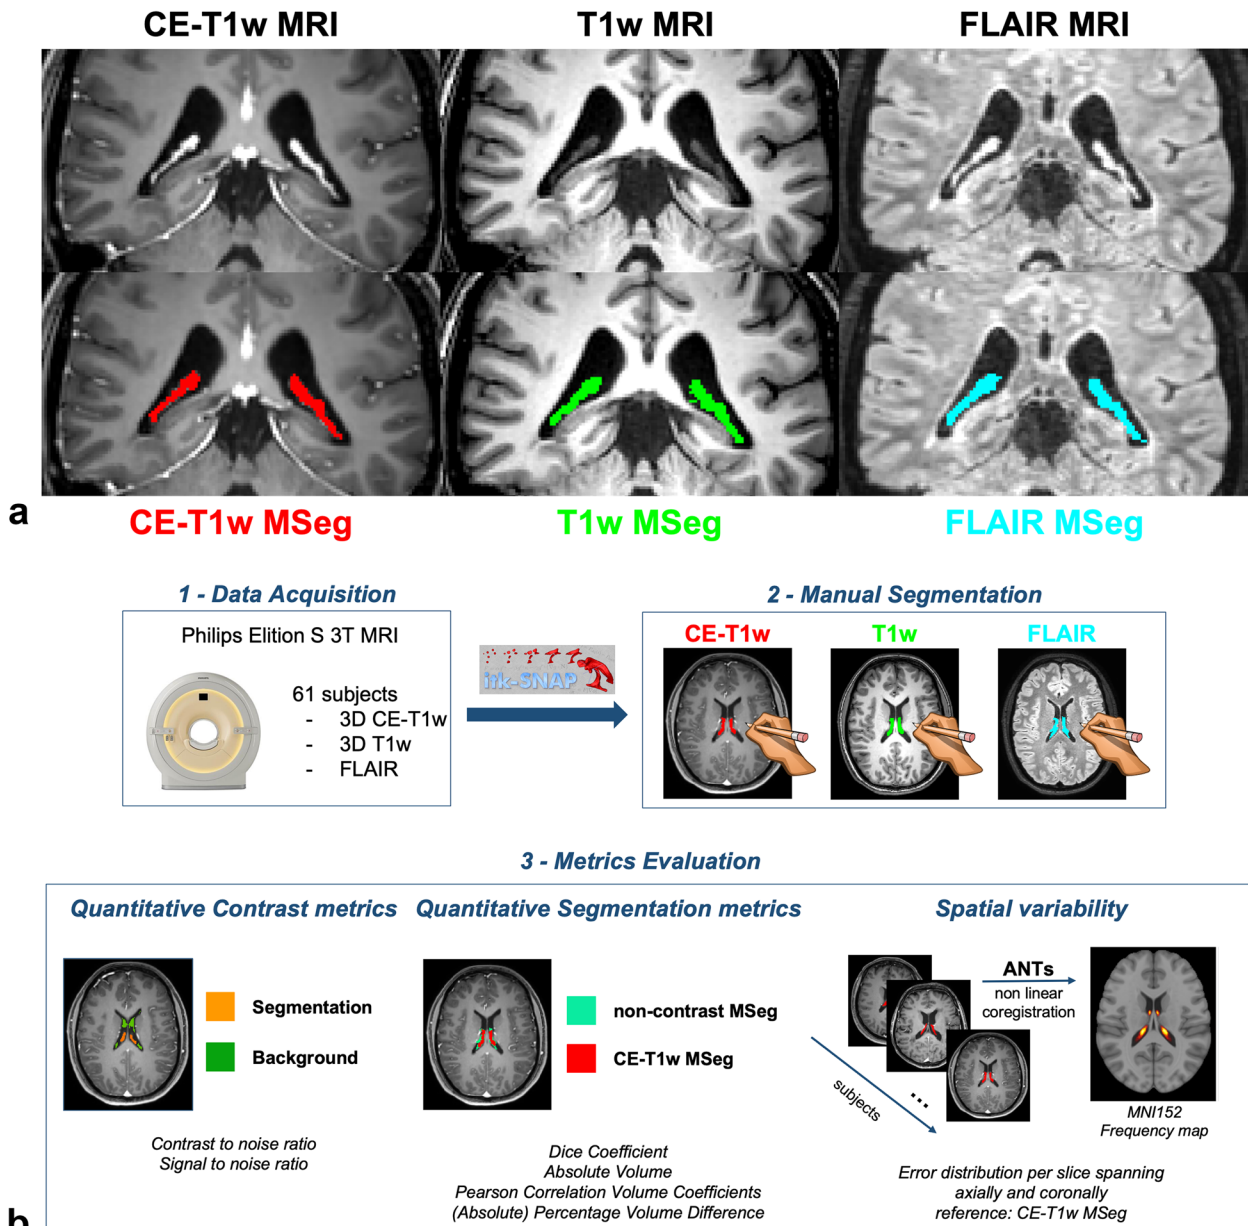 CE-T1w MRI
T1w MRI
FLAIR MRI
a
CE-T1w MSeg
T1w MSeg
FLAIR MSeg
1 - Data Acquisition
Philips Elition S 3T MRI
61 subjects
- 3D CE-T1w
- 3D T1w
- FLAIR
itk-SNAP
2 - Manual Segmentation
CE-T1w
T1w
FLAIR
3 - Metrics Evaluation
Quantitative Contrast metrics
Segmentation
Background
Contrast to noise ratio
Signal to noise ratio
Quantitative Segmentation metrics
non-contrast MSeg
CE-T1w MSeg
Dice Coefficient
Absolute Volume
Pearson Correlation Volume Coefficients
(Absolute) Percentage Volume Difference
Spatial variability
subjects
...
ANTs
non linear
coregistration
MNI152
Frequency map
Error distribution per slice spanning
axially and coronally
reference: CE-T1w MSeg
b